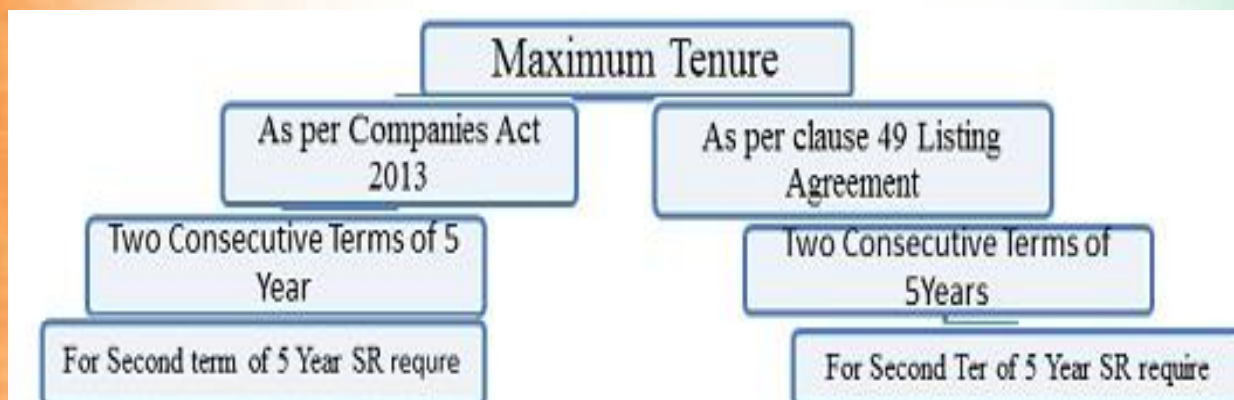 Maximum Tenure
As per Companies Act
2013
As per clause 49 Listing
Agreement
Two Consecutive Terms of 5
Year
Two Consecutive Terms of
5Years
For Second term of 5 Year SR requre
For Second Ter of 5 Year SR require